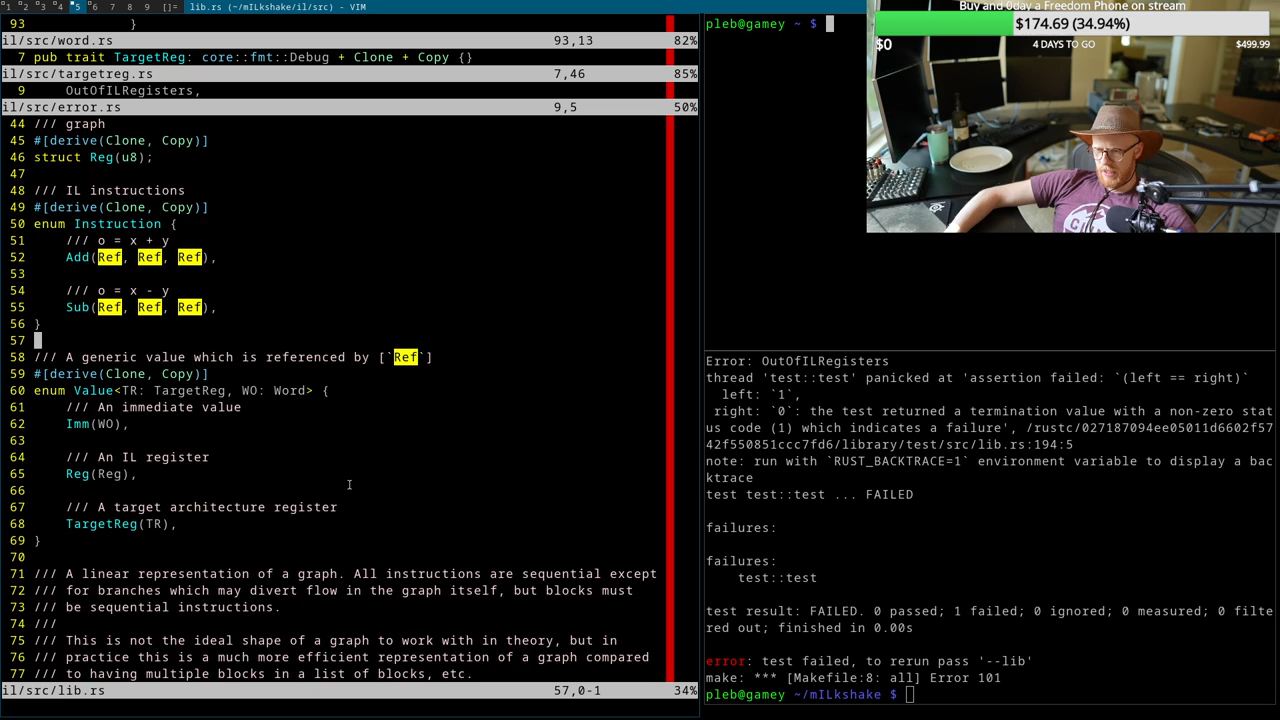 1 2 3 4 5 6 7 8 9 []= lib.rs (~/mILkshake/il/src) - VIM
93             }
il/src/word.rs 93,13 82%
7 pub trait TargetReg: core::fmt::Debug + Clone + Copy {}
il/src/targetreg.rs 7,46 85%
9     OutOfILRegisters,
il/src/error.rs 9,5 50%
44 /// graph
45 #[derive(Clone, Copy)]
46 struct Reg(u8);
47
48 /// IL instructions
49 #[derive(Clone, Copy)]
50 enum Instruction {
51     /// o = x + y
52     Add(Ref, Ref, Ref),
53
54     /// o = x - y
55     Sub(Ref, Ref, Ref),
56 }
57
58 /// A generic value which is referenced by [`Ref`]
59 #[derive(Clone, Copy)]
60 enum Value<TR: TargetReg, WO: Word> {
61     /// An immediate value
62     Imm(WO),
63
64     /// An IL register
65     Reg(Reg),
66
67     /// A target architecture register
68     TargetReg(TR),
69 }
70
71 /// A linear representation of a graph. All instructions are sequential except
72 /// for branches which may divert flow in the graph itself, but blocks must
73 /// be sequential instructions.
74 ///
75 /// This is not the ideal shape of a graph to work with in theory, but in
76 /// practice this is a much more efficient representation of a graph compared
77 /// to having multiple blocks in a list of blocks, etc.
il/src/lib.rs 57,0-1 34%
pleb@gamey ~ $
Buy and 0day a Freedom Phone on stream
$174.69 (34.94%)
$0 4 DAYS TO GO $499.99
Error: OutOfILRegisters
thread 'test::test' panicked at 'assertion failed: `(left == right)`
  left: `1`,
 right: `0`: the test returned a termination value with a non-zero stat
us code (1) which indicates a failure', /rustc/027187094ee05011d6602f57
42f550851ccc7fd6/library/test/src/lib.rs:194:5
note: run with `RUST_BACKTRACE=1` environment variable to display a bac
ktrace
test test::test ... FAILED
failures:
failures:
    test::test
test result: FAILED. 0 passed; 1 failed; 0 ignored; 0 measured; 0 filte
red out; finished in 0.00s
error: test failed, to rerun pass '--lib'
make: *** [Makefile:8: all] Error 101
pleb@gamey ~/mILkshake $